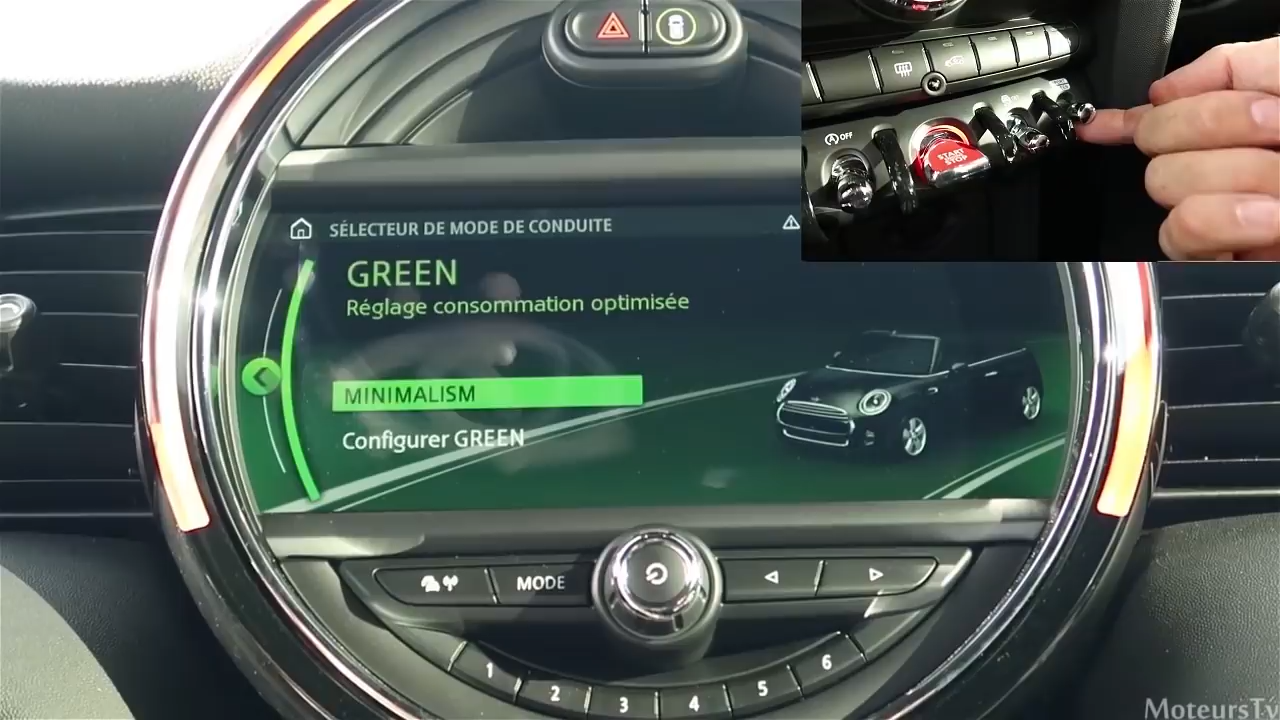 OFF
START
STOP
SÉLECTEUR DE MODE DE CONDUITE
GREEN
Réglage consommation optimisée
MINIMALISM
Configurer GREEN
MODE
1
2
3
4
5
6
MoteursTv